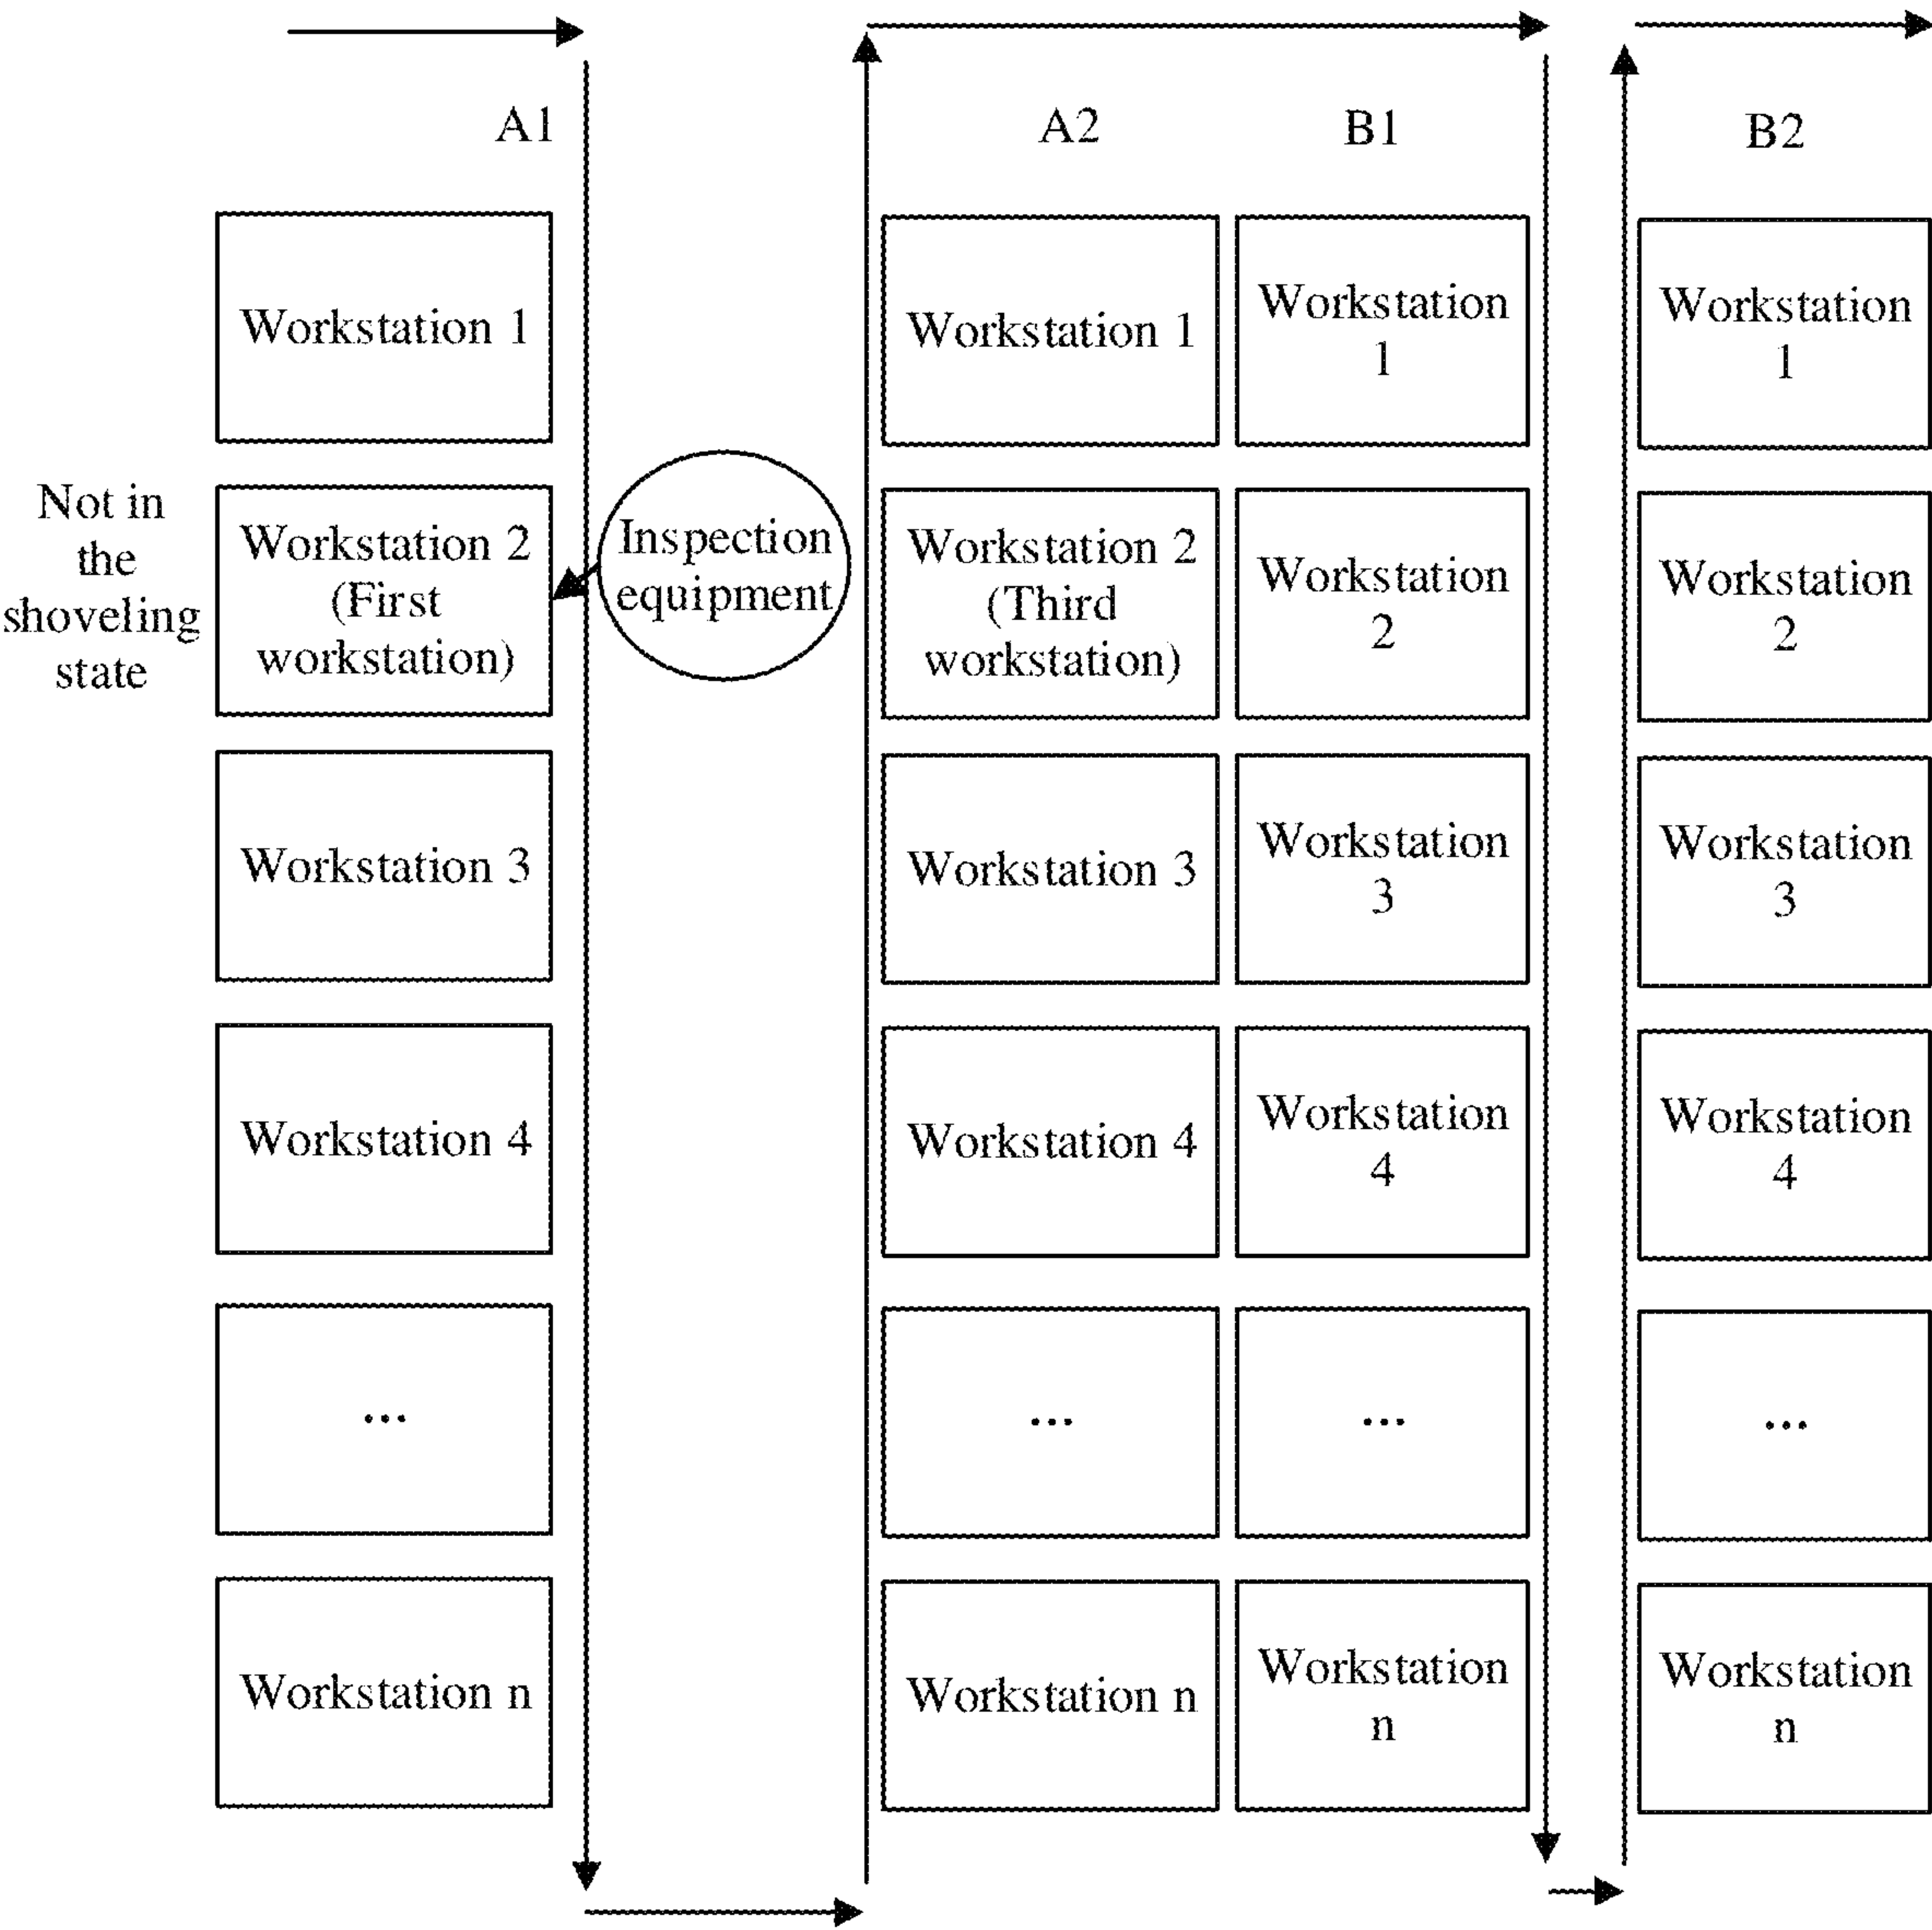 A1
A2
B1
B2
Workstation 1
Workstation 1
Workstation
1
Workstation
1
Not in
the
shoveling
state
Workstation 2
(First
workstation)
Inspection
equipment
Workstation 2
(Third
workstation)
Workstation
2
Workstation
2
Workstation 3
Workstation 3
Workstation
3
Workstation
3
Workstation 4
Workstation 4
Workstation
4
Workstation
4
...
...
...
...
Workstation n
Workstation n
Workstation
n
Workstation
n